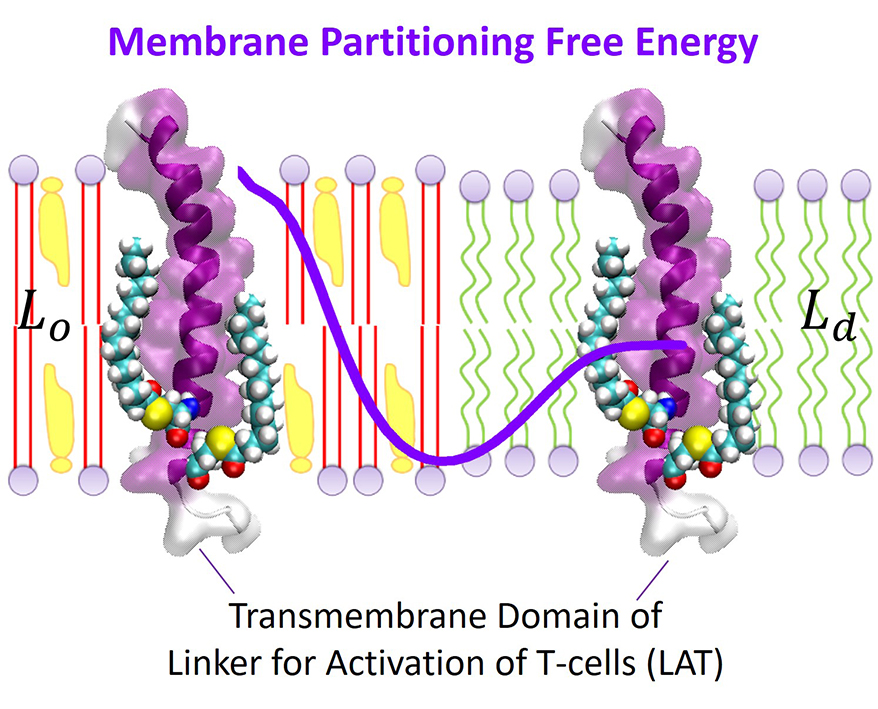 Membrane Partitioning Free Energy
Lo
Ld
Transmembrane Domain of
Linker for Activation of T-cells (LAT)